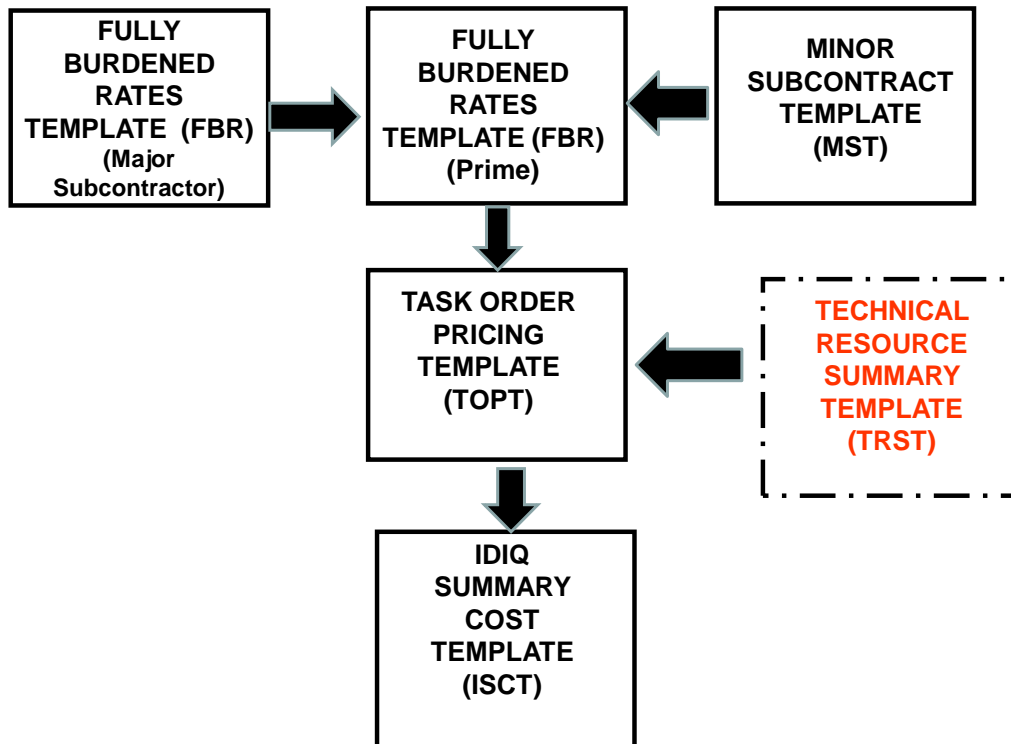 FULLY
BURDENED
RATES
TEMPLATE (FBR)
(Major
Subcontractor)
FULLY
BURDENED
RATES
TEMPLATE (FBR)
(Prime)
MINOR
SUBCONTRACT
TEMPLATE
(MST)
TASK ORDER
PRICING
TEMPLATE
(TOPT)
TECHNICAL
RESOURCE
SUMMARY
TEMPLATE
(TRST)
IDIQ
SUMMARY
COST
TEMPLATE
(ISCT)